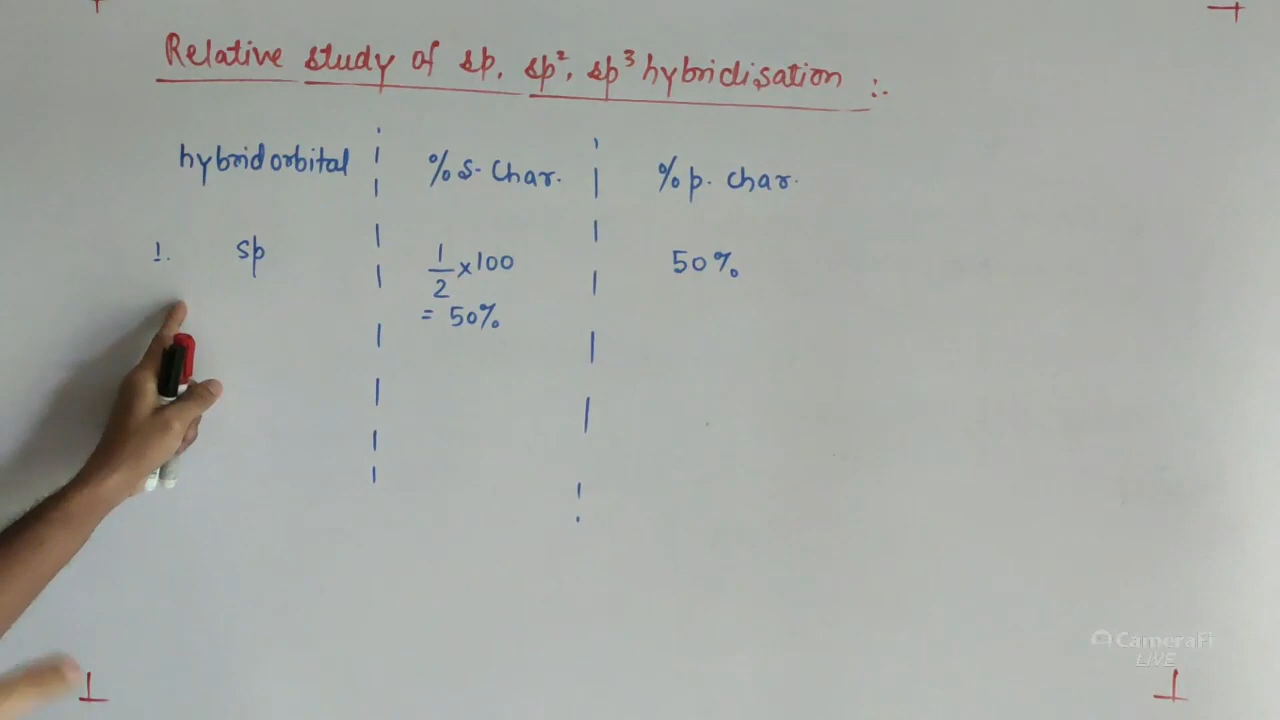 Relative study of sp, sp², sp³ hybridisation :-
hybrid orbital % s. Char. % p. char.
1. sp 1/2 × 100 50%
= 50%
CameraFi
LIVE